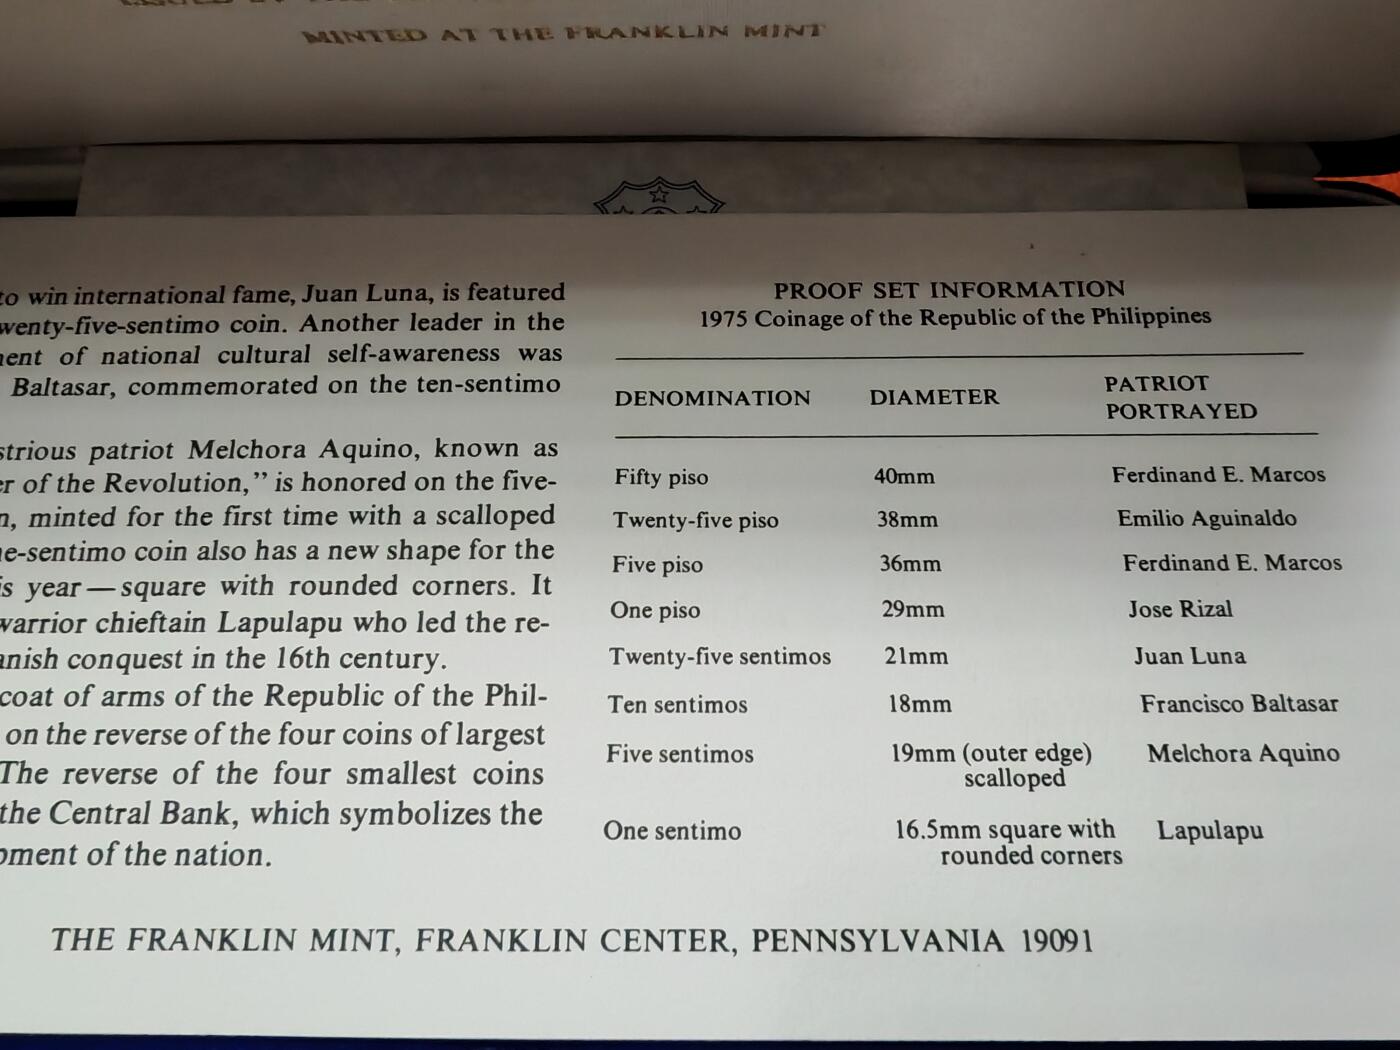 MINTED AT THE FRANKLIN MINT
to win international fame, Juan Luna, is featured
wenty-five-sentimo coin. Another leader in the
ent of national cultural self-awareness was
Baltasar, commemorated on the ten-sentimo
strious patriot Melchora Aquino, known as
er of the Revolution,” is honored on the five-
n, minted for the first time with a scalloped
e-sentimo coin also has a new shape for the
is year — square with rounded corners. It
warrior chieftain Lapulapu who led the re-
anish conquest in the 16th century.
coat of arms of the Republic of the Phil-
on the reverse of the four coins of largest
The reverse of the four smallest coins
the Central Bank, which symbolizes the
pment of the nation.
PROOF SET INFORMATION
1975 Coinage of the Republic of the Philippines
DENOMINATION DIAMETER PATRIOT
PORTRAYED
Fifty piso 40mm Ferdinand E. Marcos
Twenty-five piso 38mm Emilio Aguinaldo
Five piso 36mm Ferdinand E. Marcos
One piso 29mm Jose Rizal
Twenty-five sentimos 21mm Juan Luna
Ten sentimos 18mm Francisco Baltasar
Five sentimos 19mm (outer edge) Melchora Aquino
scalloped
One sentimo 16.5mm square with Lapulapu
rounded corners
THE FRANKLIN MINT, FRANKLIN CENTER, PENNSYLVANIA 19091